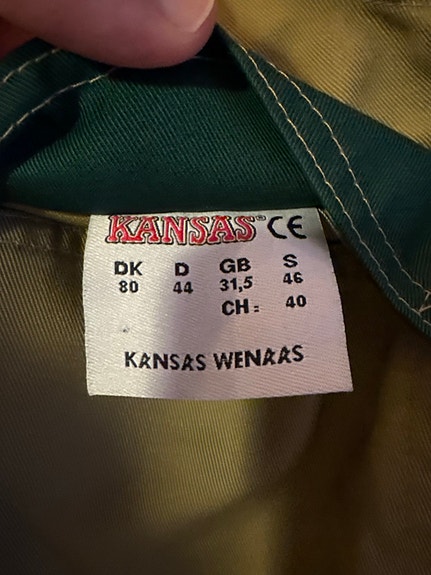 KANSAS® CE
DK D GB S
80 44 31,5 46
CH: 40
KANSAS WENAAS